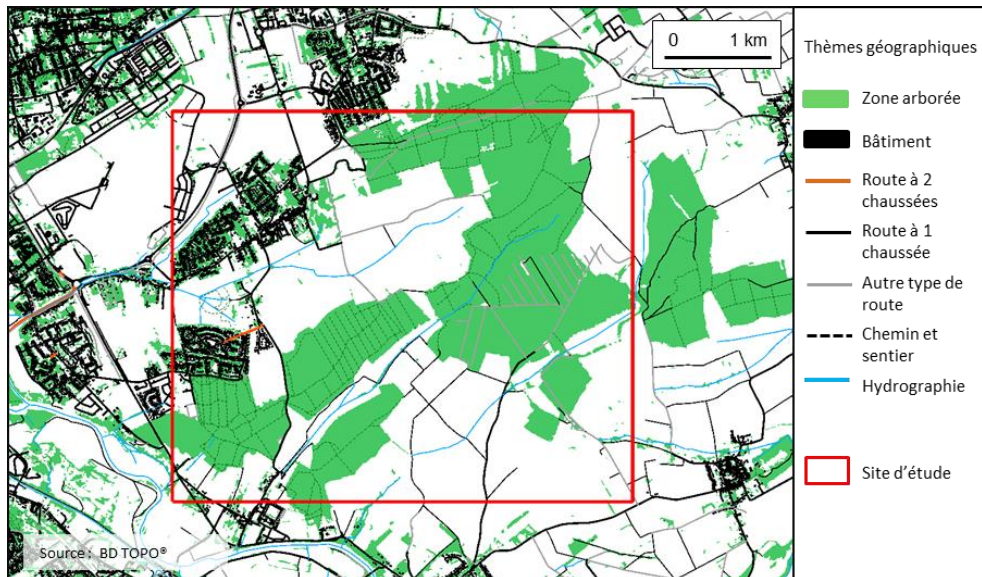 0 1 km
Thèmes géographiques
Zone arborée
Bâtiment
Route à 2
chaussées
Route à 1
chaussée
Autre type de
route
Chemin et
sentier
Hydrographie
Site d'étude
Source : BD TOPO®